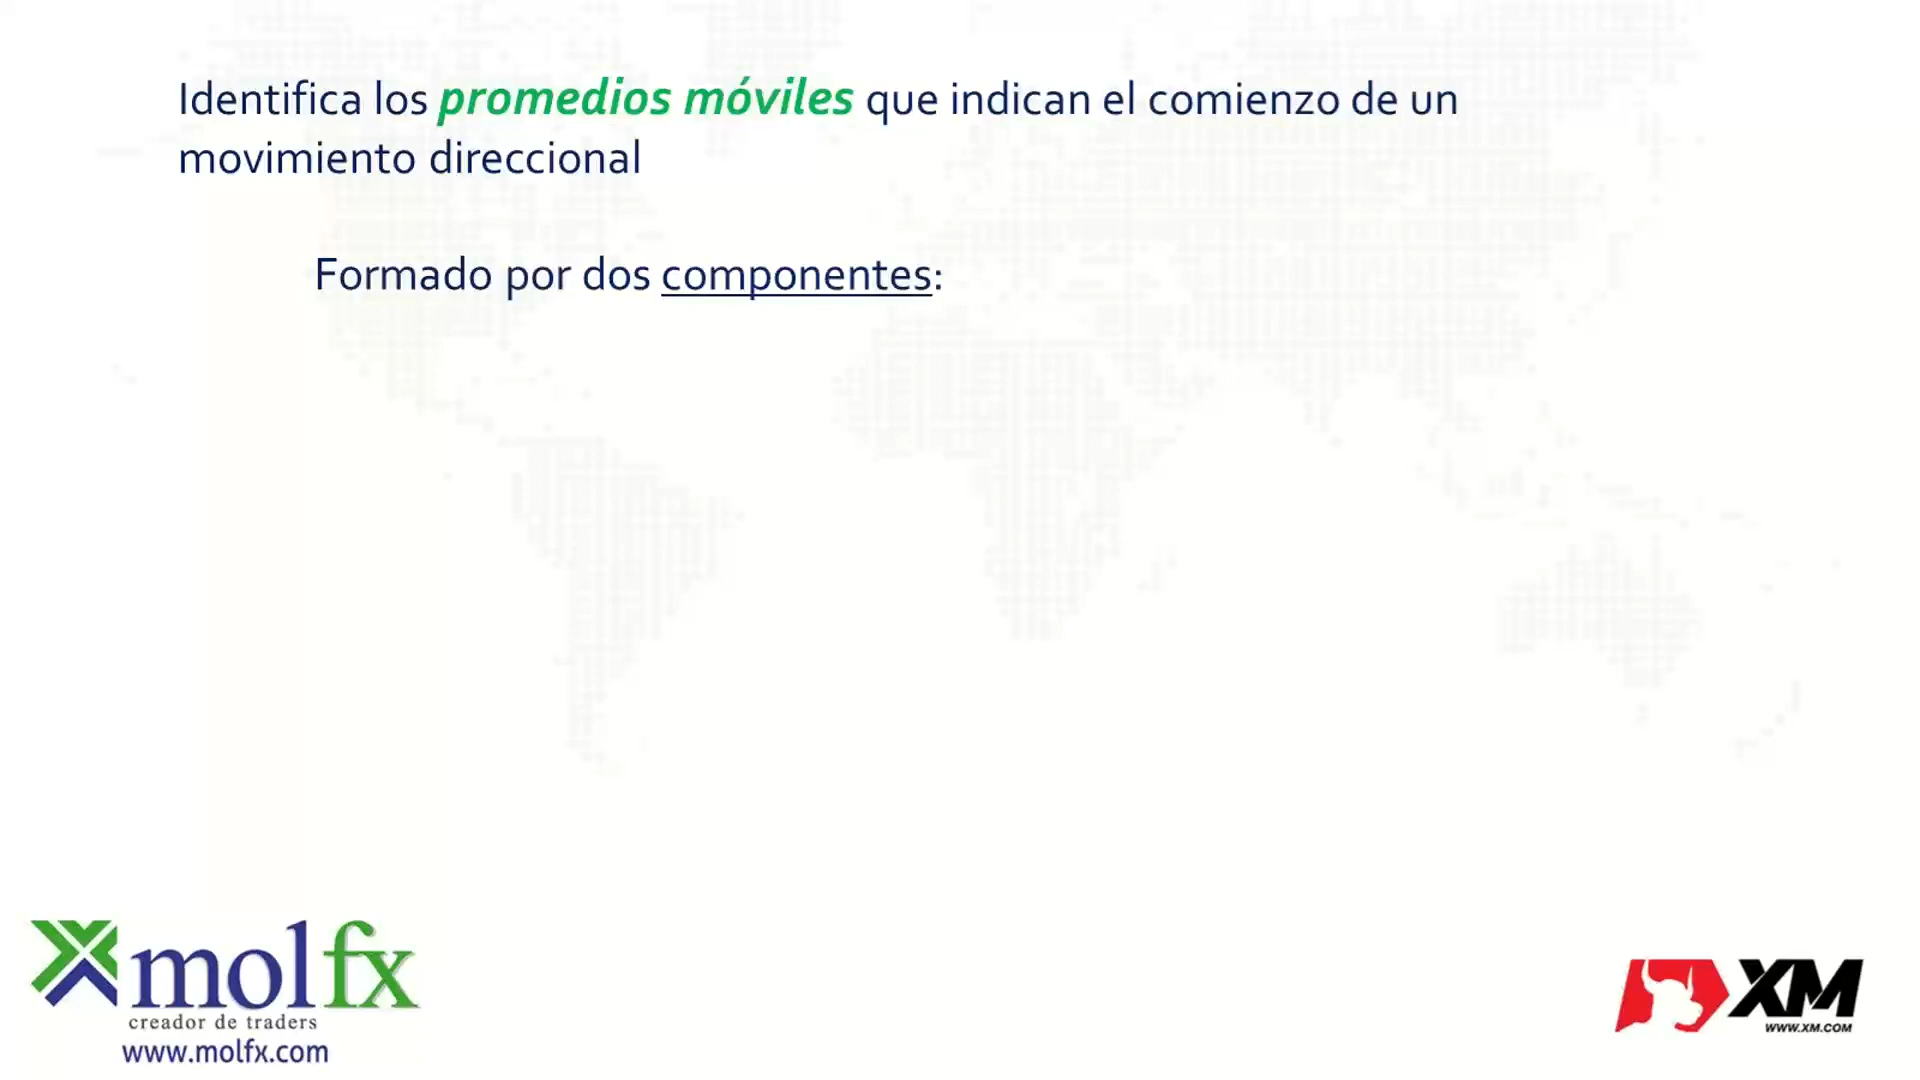 Identifica los promedios móviles que indican el comienzo de un
movimiento direccional
Formado por dos componentes:
molfx
creador de traders
www.molfx.com
XM
WWW.XM.COM